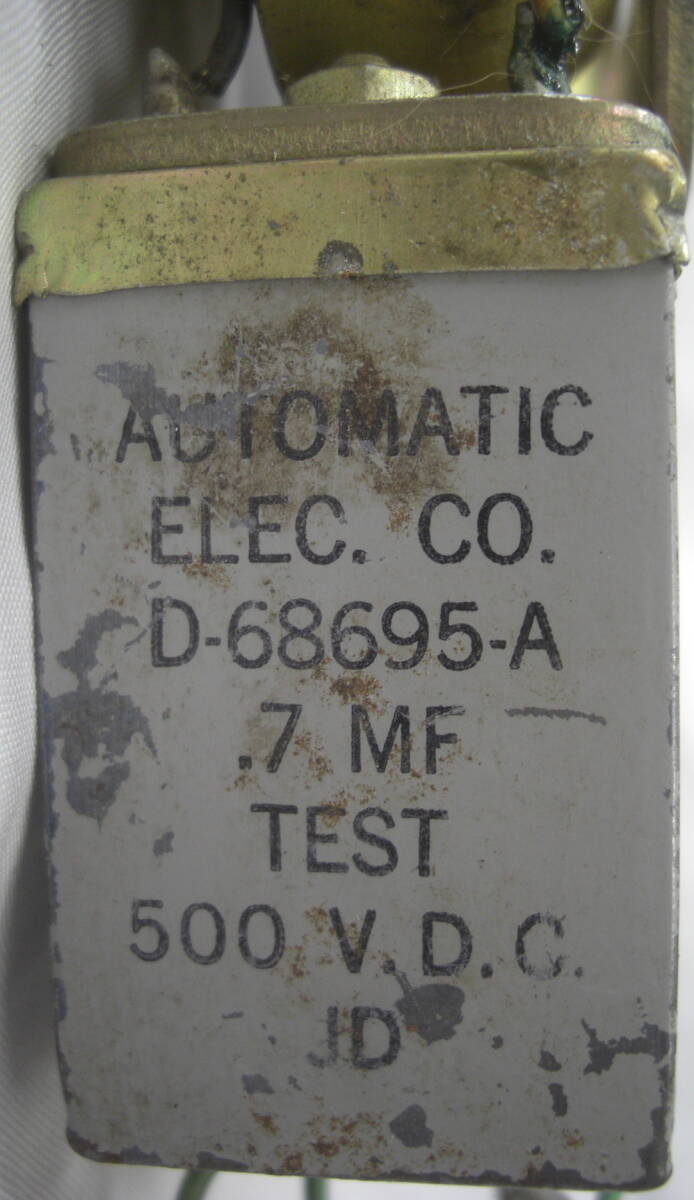 AUTOMATIC
ELEC. CO.
D-68695-A
.7 MF
TEST
500 V.D.C.
JD